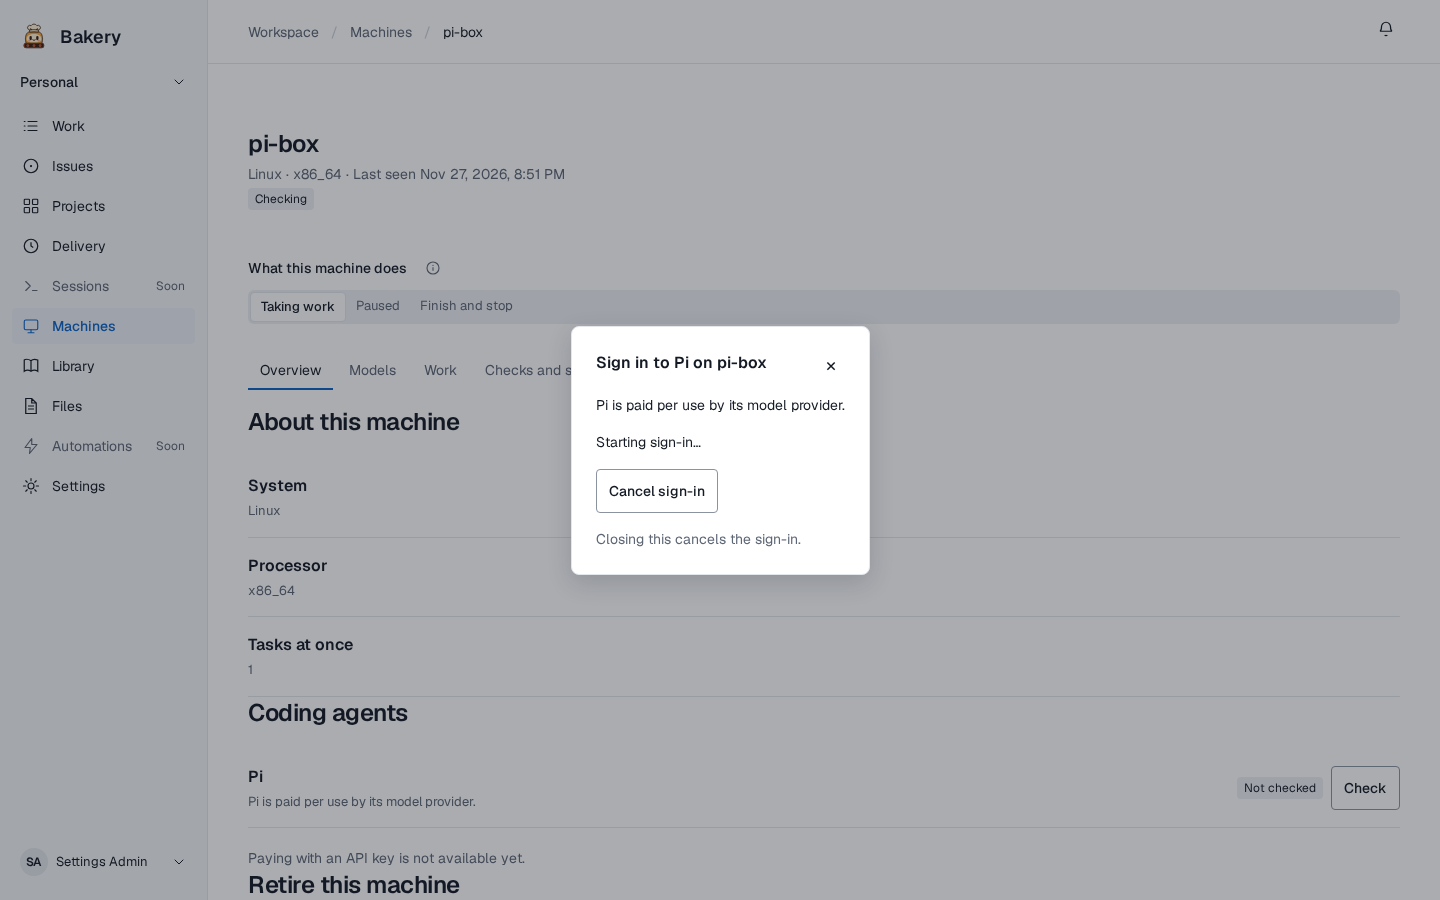 Bakery
Personal
Work
Issues
Projects
Delivery
Sessions Soon
Machines
Library
Files
Automations Soon
Settings
SA Settings Admin
Workspace / Machines / pi-box
pi-box
Linux · x86_64 · Last seen Nov 27, 2026, 8:51 PM
Checking
What this machine does
Taking work Paused Finish and stop
Overview Models Work Checks and s
About this machine
System
Linux
Processor
x86_64
Tasks at once
1
Coding agents
Pi
Pi is paid per use by its model provider.
Not checked Check
Paying with an API key is not available yet.
Retire this machine
Sign in to Pi on pi-box
Pi is paid per use by its model provider.
Starting sign-in…
Cancel sign-in
Closing this cancels the sign-in.